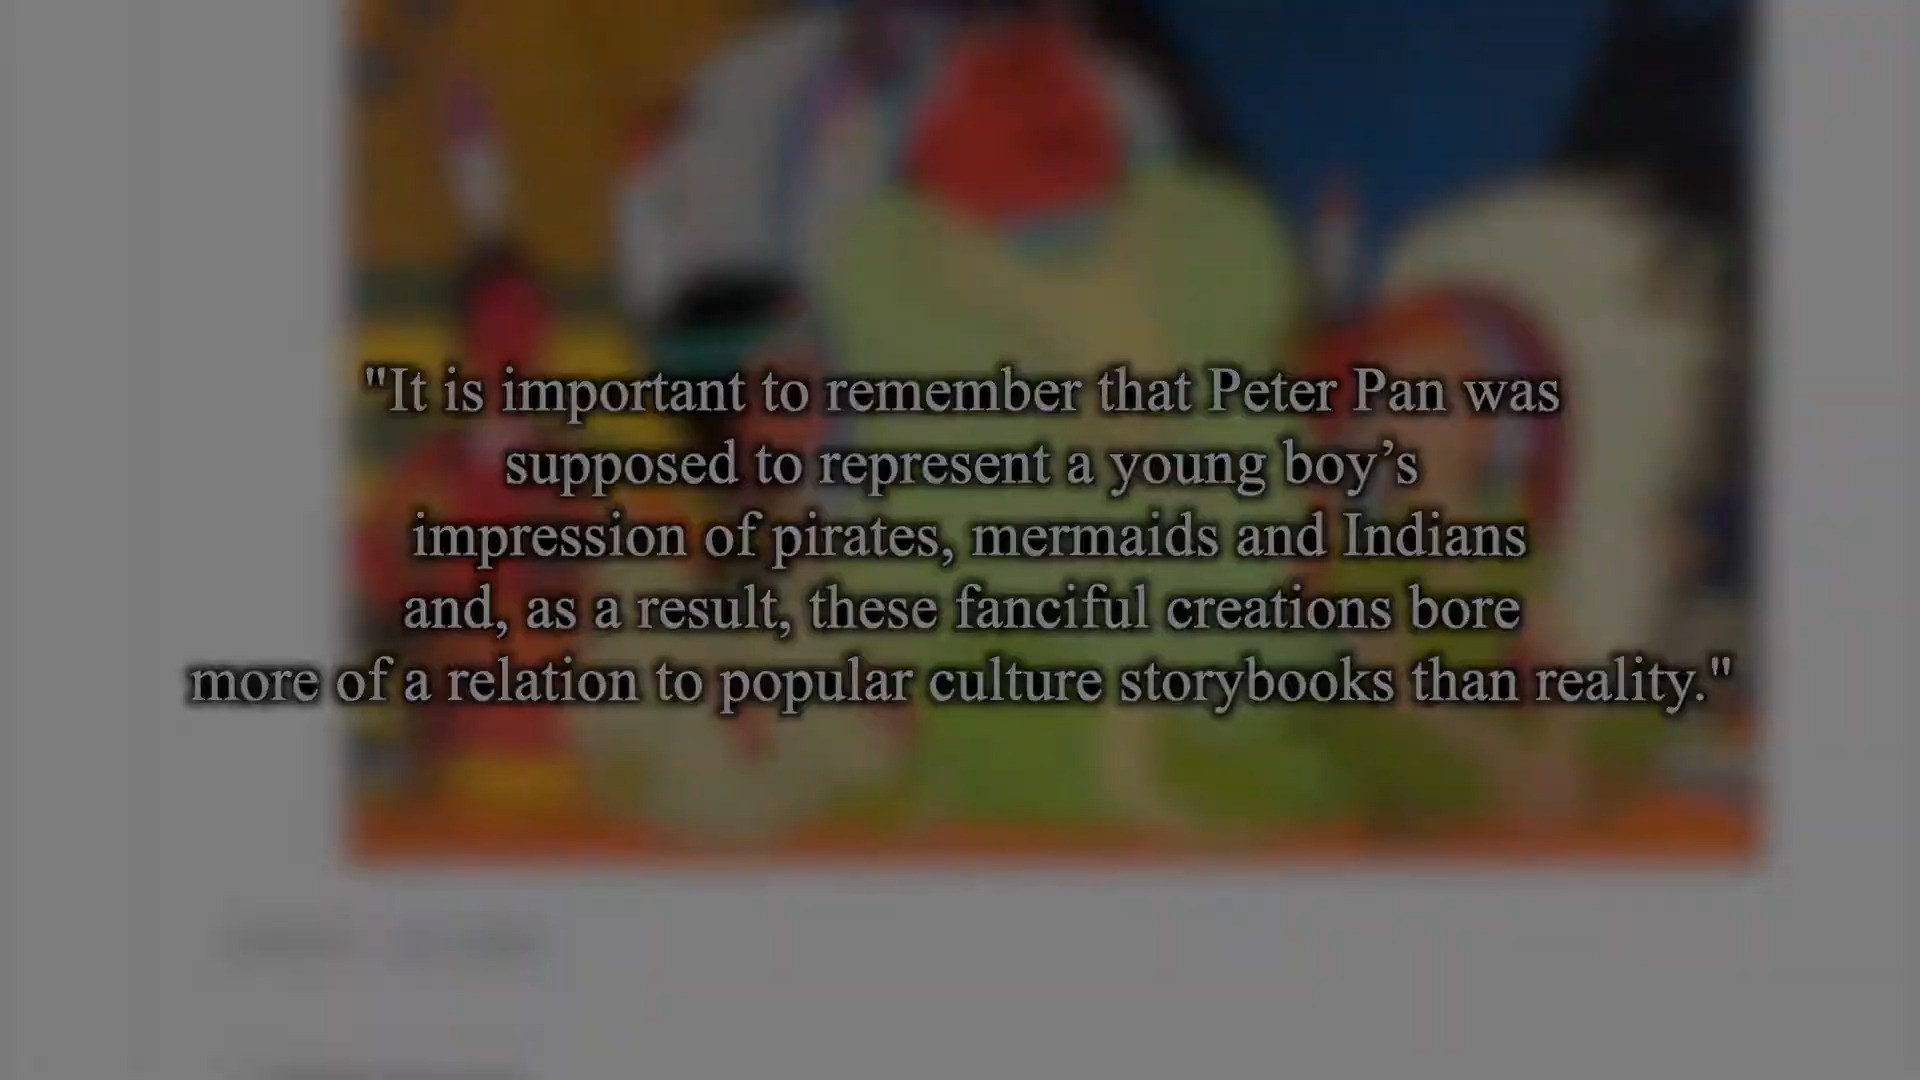 "It is important to remember that Peter Pan was
supposed to represent a young boy’s
impression of pirates, mermaids and Indians
and, as a result, these fanciful creations bore
more of a relation to popular culture storybooks than reality."